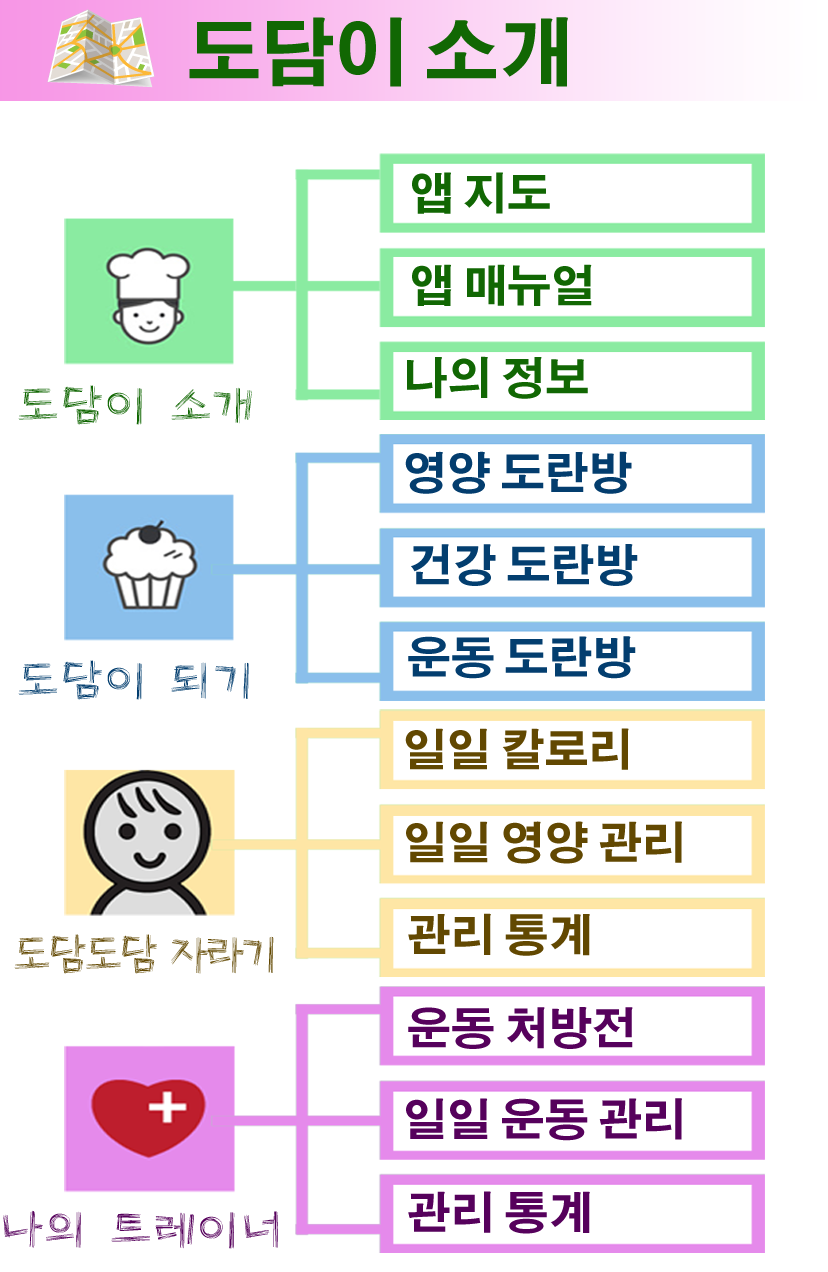 도담이 소개
앱 지도
앱 매뉴얼
나의 정보
도담이 소개
영양 도란방
건강 도란방
운동 도란방
도담이 되기
일일 칼로리
일일 영양 관리
관리 통계
도담도담 자라기
운동 처방전
일일 운동 관리
관리 통계
나의 트레이너